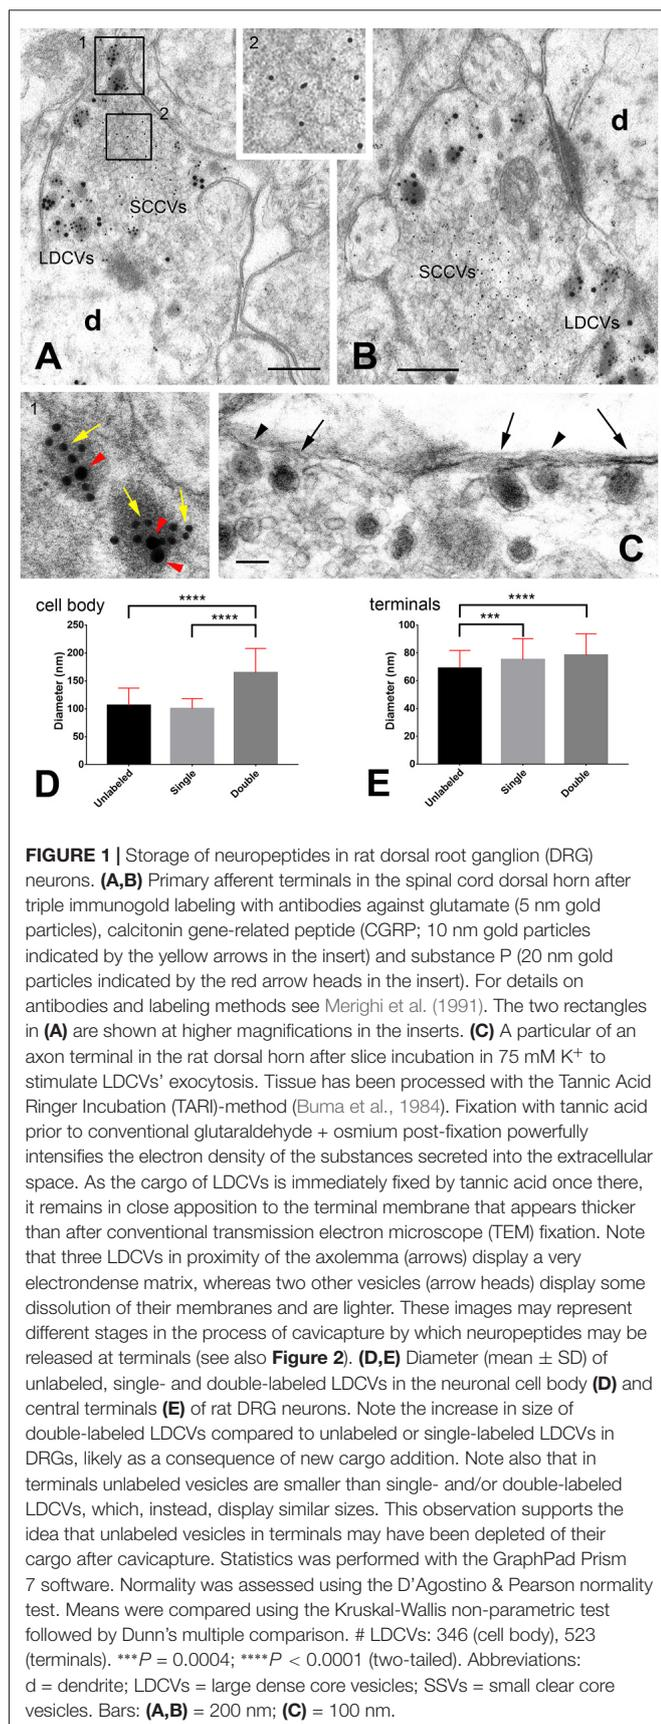 1
2
2
d
SCCVs
LDCVs
d
A
SCCVs
LDCVs
B
1
C
cell body
****
****
Diameter (nm)
250
200
150
100
50
0
Unlabeled
Single
Double
D
terminals
****
***
Diameter (nm)
100
80
60
40
20
0
Unlabeled
Single
Double
E
FIGURE 1 | Storage of neuropeptides in rat dorsal root ganglion (DRG)
neurons. (A,B) Primary afferent terminals in the spinal cord dorsal horn after
triple immunogold labeling with antibodies against glutamate (5 nm gold
particles), calcitonin gene-related peptide (CGRP; 10 nm gold particles
indicated by the yellow arrows in the insert) and substance P (20 nm gold
particles indicated by the red arrow heads in the insert). For details on
antibodies and labeling methods see Merighi et al. (1991). The two rectangles
in (A) are shown at higher magnifications in the inserts. (C) A particular of an
axon terminal in the rat dorsal horn after slice incubation in 75 mM K+ to
stimulate LDCVs' exocytosis. Tissue has been processed with the Tannic Acid
Ringer Incubation (TARI)-method (Buma et al., 1984). Fixation with tannic acid
prior to conventional glutaraldehyde + osmium post-fixation powerfully
intensifies the electron density of the substances secreted into the extracellular
space. As the cargo of LDCVs is immediately fixed by tannic acid once there,
it remains in close apposition to the terminal membrane that appears thicker
than after conventional transmission electron microscope (TEM) fixation. Note
that three LDCVs in proximity of the axolemma (arrows) display a very
electrondense matrix, whereas two other vesicles (arrow heads) display some
dissolution of their membranes and are lighter. These images may represent
different stages in the process of cavicapture by which neuropeptides may be
released at terminals (see also Figure 2). (D,E) Diameter (mean ± SD) of
unlabeled, single- and double-labeled LDCVs in the neuronal cell body (D) and
central terminals (E) of rat DRG neurons. Note the increase in size of
double-labeled LDCVs compared to unlabeled or single-labeled LDCVs in
DRGs, likely as a consequence of new cargo addition. Note also that in
terminals unlabeled vesicles are smaller than single- and/or double-labeled
LDCVs, which, instead, display similar sizes. This observation supports the
idea that unlabeled vesicles in terminals may have been depleted of their
cargo after cavicapture. Statistics was performed with the GraphPad Prism
7 software. Normality was assessed using the D'Agostino & Pearson normality
test. Means were compared using the Kruskal-Wallis non-parametric test
followed by Dunn's multiple comparison. # LDCVs: 346 (cell body), 523
(terminals). ***P = 0.0004; ****P < 0.0001 (two-tailed). Abbreviations:
d = dendrite; LDCVs = large dense core vesicles; SSVs = small clear core
vesicles. Bars: (A,B) = 200 nm; (C) = 100 nm.